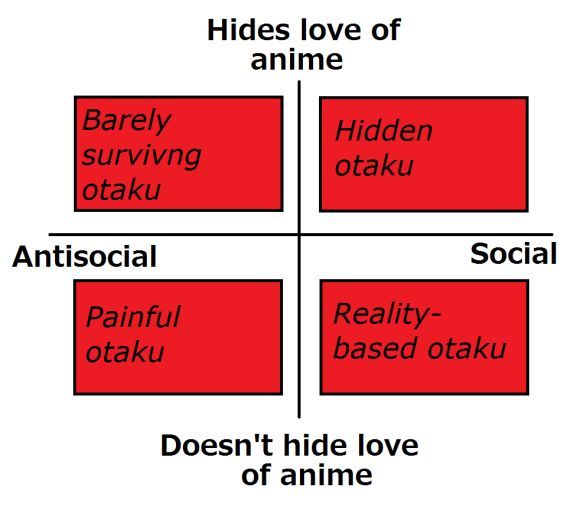 Hides love of
anime
Barely
survivng
otaku
Hidden
otaku
Antisocial
Social
Painful
otaku
Reality-
based otaku
Doesn't hide love
of anime